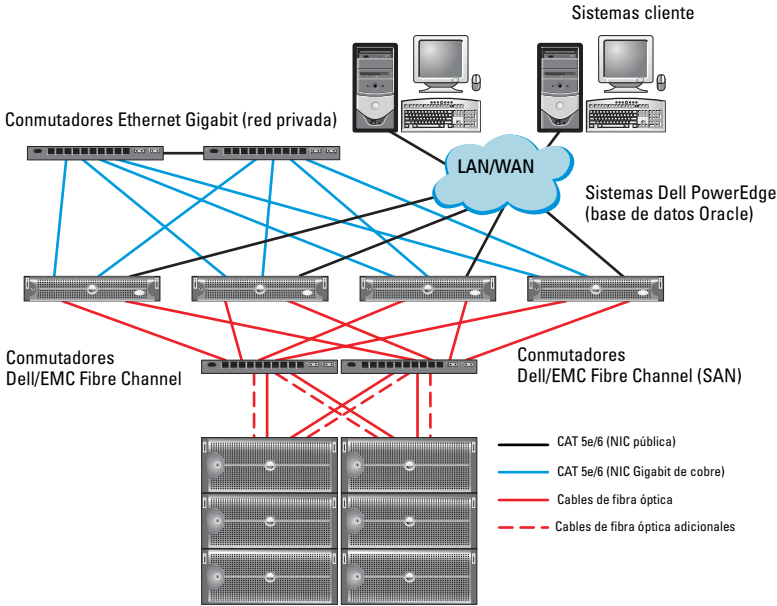 Sistemas cliente
Conmutadores Ethernet Gigabit (red privada)
LAN/WAN
Sistemas Dell PowerEdge
(base de datos Oracle)
Conmutadores
Dell/EMC Fibre Channel
Conmutadores
Dell/EMC Fibre Channel (SAN)
CAT 5e/6 (NIC pública)
CAT 5e/6 (NIC Gigabit de cobre)
Cables de fibra óptica
Cables de fibra óptica adicionales